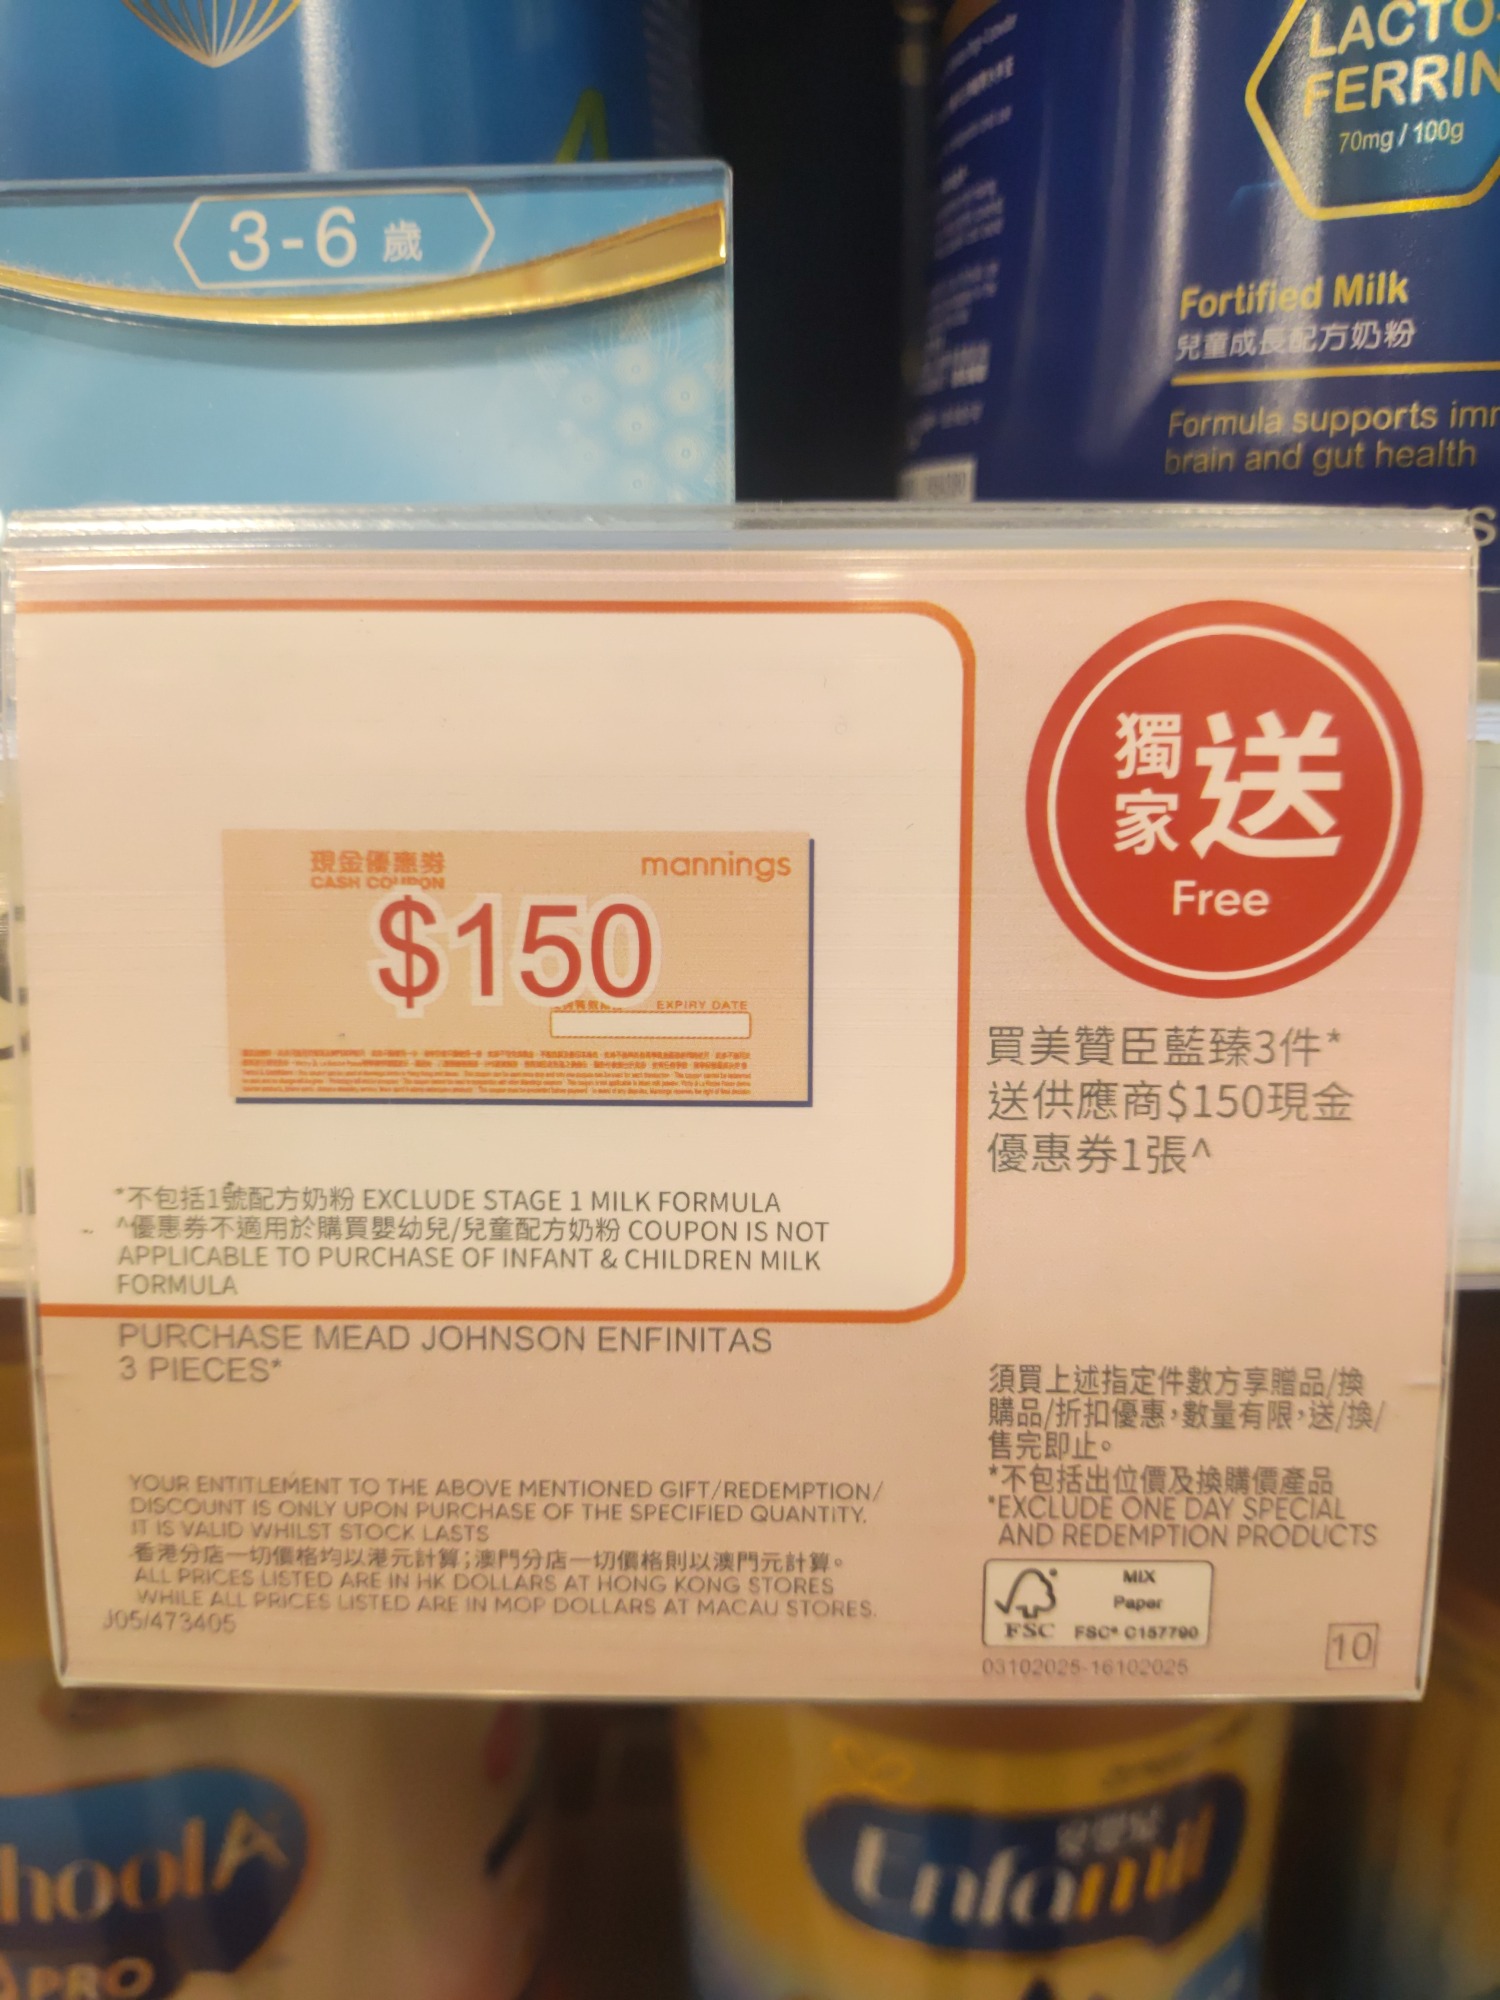 LACTO-
FERRIN
70mg / 100g
3-6 歲
Fortified Milk
兒童成長配方奶粉
Formula supports imm
brain and gut health
獨家送
Free
現金優惠券
CASH COUPON
mannings
$150
EXPIRY DATE
買美贊臣藍臻3件*
送供應商$150現金
優惠券1張^
*不包括1號配方奶粉 EXCLUDE STAGE 1 MILK FORMULA
^優惠券不適用於購買嬰幼兒/兒童配方奶粉 COUPON IS NOT
APPLICABLE TO PURCHASE OF INFANT & CHILDREN MILK
FORMULA
PURCHASE MEAD JOHNSON ENFINITAS
3 PIECES*
須買上述指定件數方享贈品/換
購品/折扣優惠，數量有限，送/換/
售完即止。
*不包括出位價及換購價產品
*EXCLUDE ONE DAY SPECIAL
AND REDEMPTION PRODUCTS
YOUR ENTITLEMENT TO THE ABOVE MENTIONED GIFT/REDEMPTION/
DISCOUNT IS ONLY UPON PURCHASE OF THE SPECIFIED QUANTITY.
IT IS VALID WHILST STOCK LASTS
香港分店一切價格均以港元計算；澳門分店一切價格則以澳門元計算。
ALL PRICES LISTED ARE IN HK DOLLARS AT HONG KONG STORES
WHILE ALL PRICES LISTED ARE IN MOP DOLLARS AT MACAU STORES.
J05/473405
MIX
Paper
FSC
FSC® C157790
03102025-16102025
10
hoolA
PRO
Enfamil